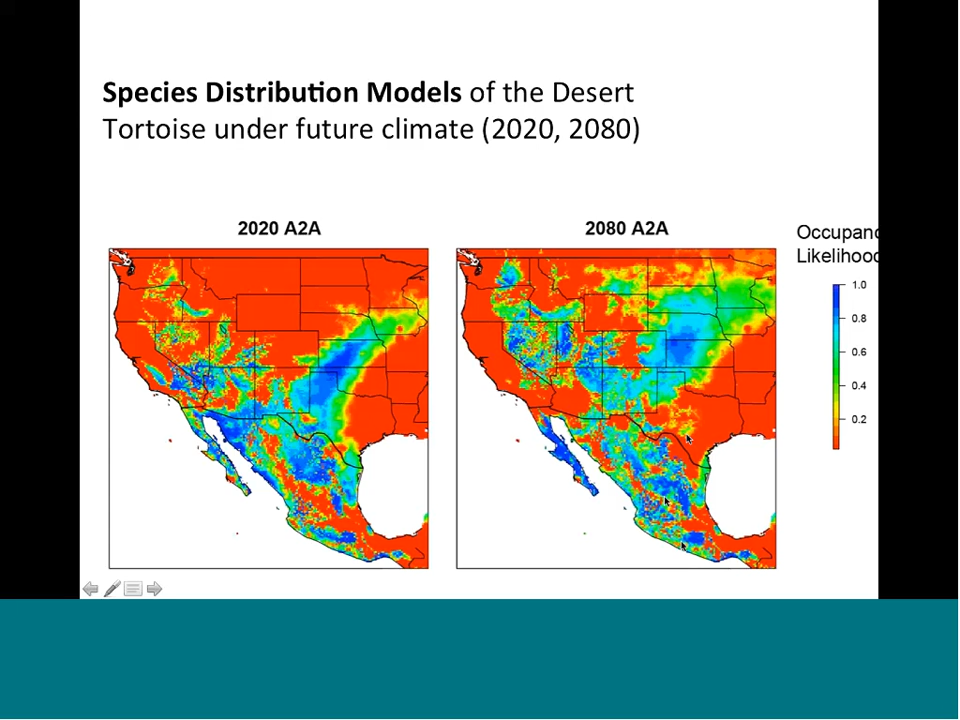 Species Distribution Models of the Desert
Tortoise under future climate (2020, 2080)
2020 A2A
2080 A2A
Occupanc
Likelihood
1.0
0.8
0.6
0.4
0.2